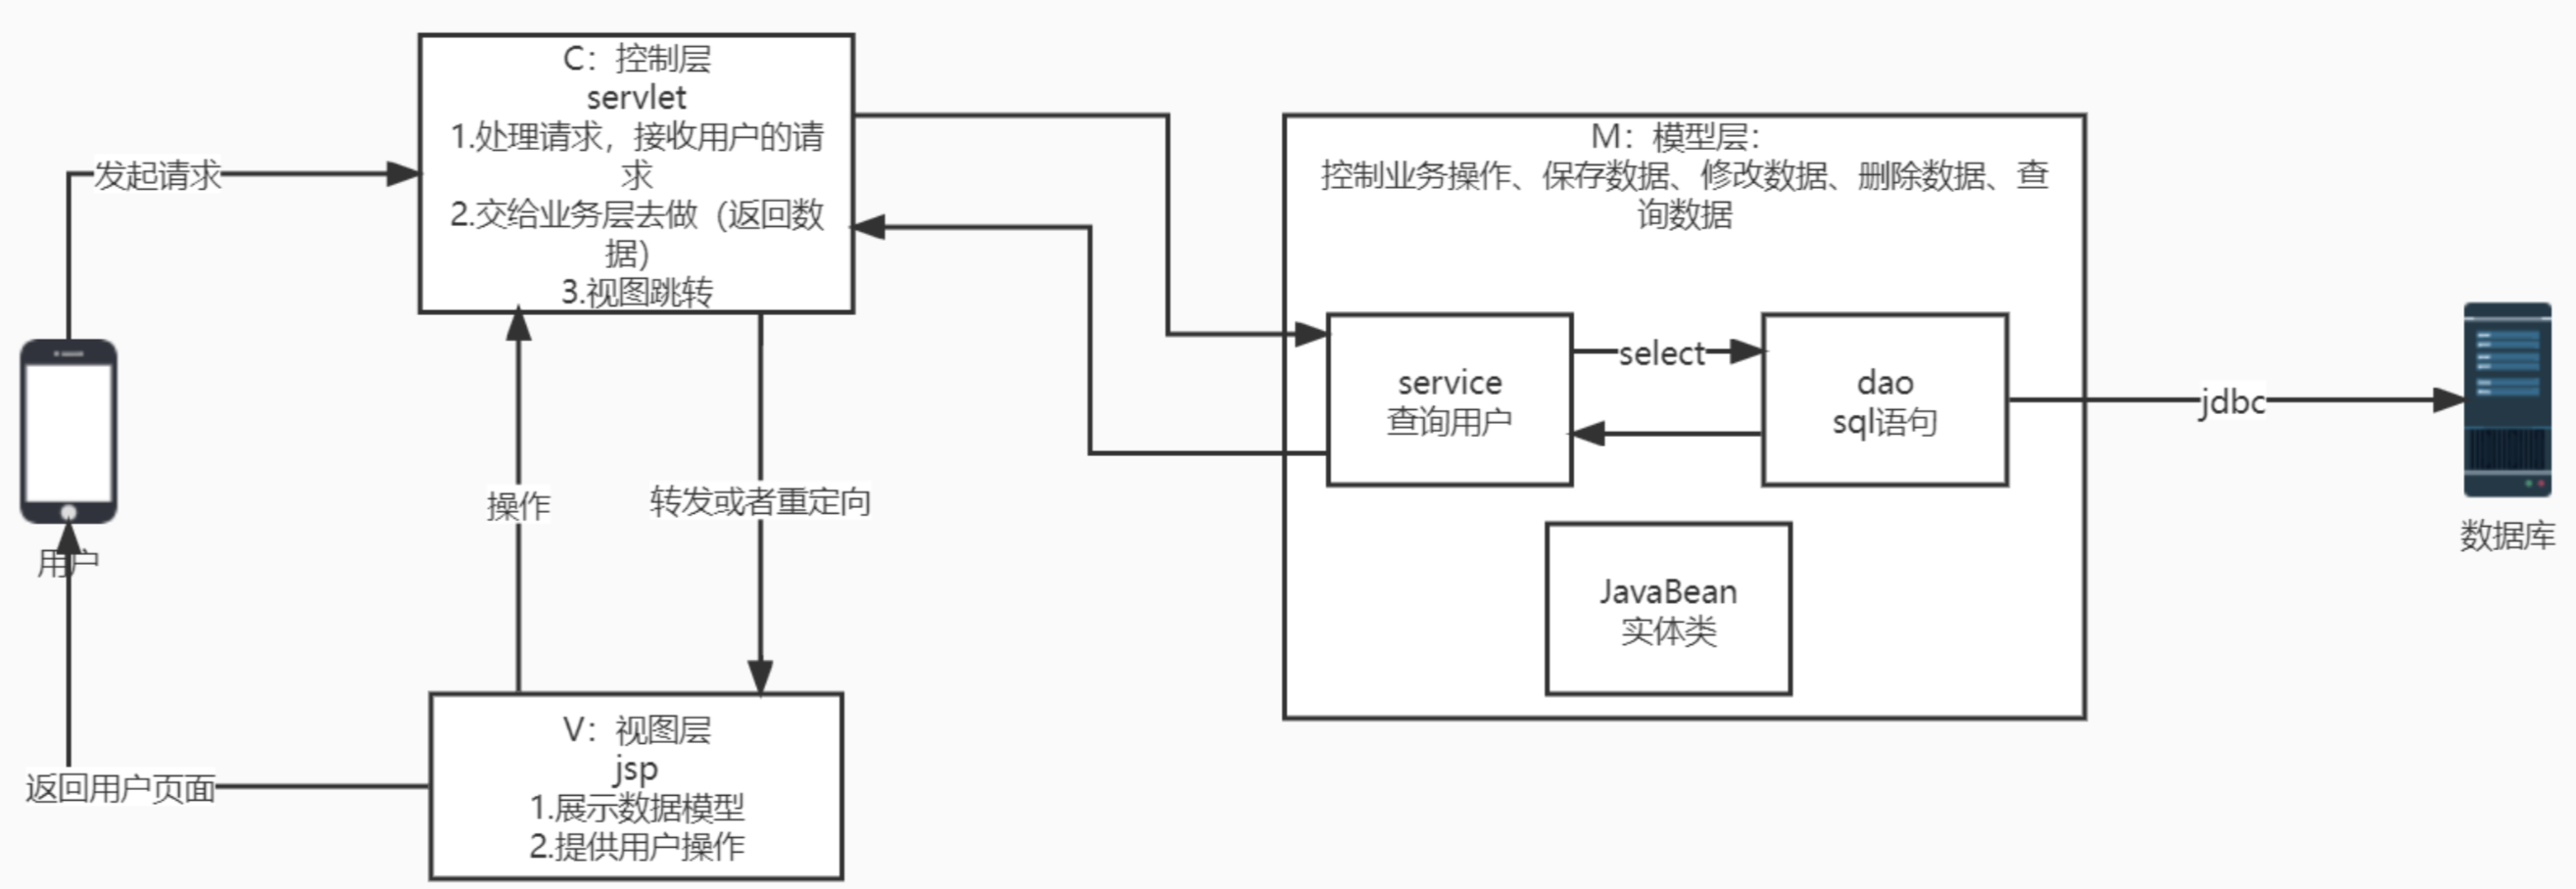 C：控制层
servlet
1.处理请求，接收用户的请
求
2.交给业务层去做（返回数
据）
3.视图跳转
发起请求
M：模型层：
控制业务操作、保存数据、修改数据、删除数据、查
询数据
service
查询用户
select
dao
sql语句
jdbc
数据库
用户
操作
转发或者重定向
JavaBean
实体类
V：视图层
jsp
1.展示数据模型
2.提供用户操作
返回用户页面